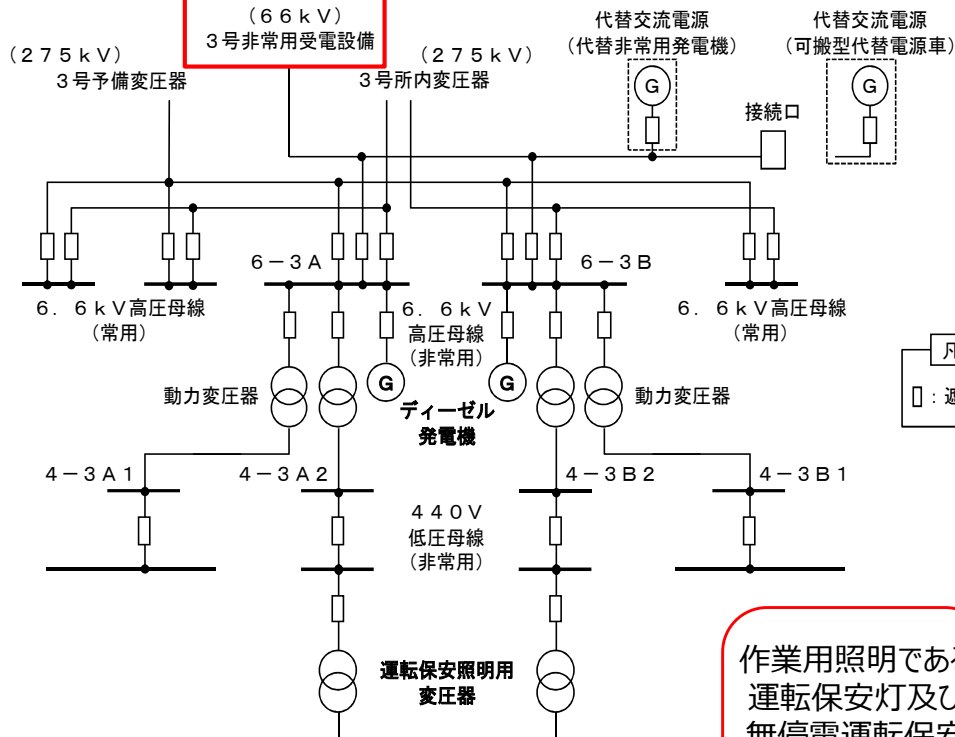 (66kV)
3号非常用受電設備
(275kV)
3号予備変圧器
(275kV)
3号所内変圧器
代替交流電源
(代替非常用発電機)
代替交流電源
(可搬型代替電源車)
G
G
接続口
6-3A
6-3B
6.6kV高圧母線
(常用)
6.6kV
高圧母線
(非常用)
6.6kV高圧母線
(常用)
動力変圧器
G
G
動力変圧器
ディーゼル
発電機
4-3A1
4-3A2
4-3B2
4-3B1
440V
低圧母線
(非常用)
運転保安照明用
変圧器
凡
:遮
作業用照明である
運転保安灯及び
無停電運転保安